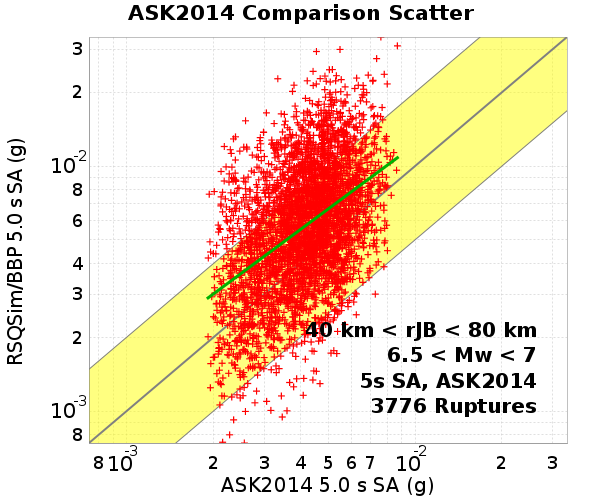 ASK2014 Comparison Scatter
RSQSim/BBP 5.0 s SA (g)
3
2
10-2
8
6
4
3
2
10-3
8
40 km < rJB < 80 km
6.5 < Mw < 7
5s SA, ASK2014
3776 Ruptures
8 10-3 2 3 4 5 6 7 10-2 2 3
ASK2014 5.0 s SA (g)